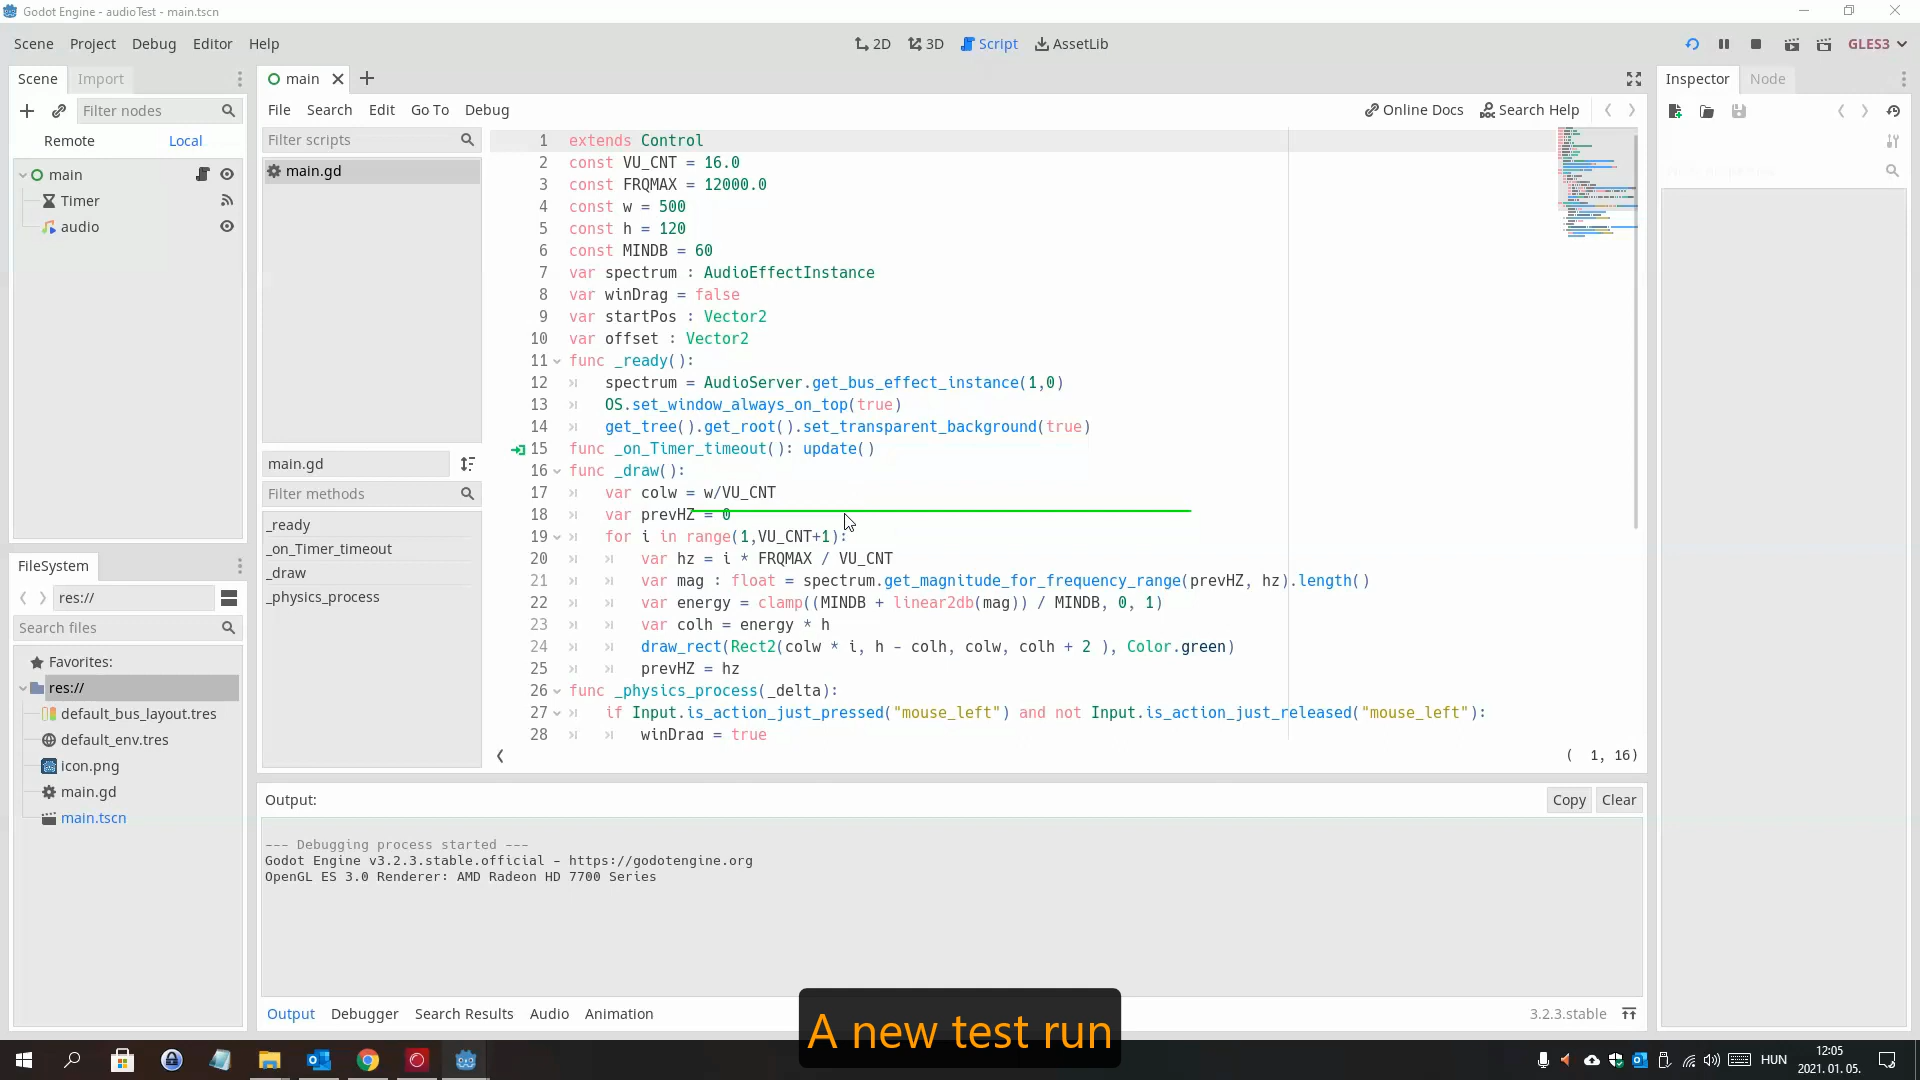 Godot Engine - audioTest - main.tscn
Scene Project Debug Editor Help
2D 3D Script AssetLib
GLES3
Scene Import
Filter nodes
Remote Local
main
Timer
audio
FileSystem
res://
Search files
Favorites:
res://
default_bus_layout.tres
default_env.tres
icon.png
main.gd
main.tscn
main
File Search Edit Go To Debug
Online Docs Search Help
Filter scripts
main.gd
main.gd
Filter methods
_ready
_on_Timer_timeout
_draw
_physics_process
1 extends Control
2 const VU_CNT = 16.0
3 const FRQMAX = 12000.0
4 const w = 500
5 const h = 120
6 const MINDB = 60
7 var spectrum : AudioEffectInstance
8 var winDrag = false
9 var startPos : Vector2
10 var offset : Vector2
11 func _ready():
12 spectrum = AudioServer.get_bus_effect_instance(1,0)
13 OS.set_window_always_on_top(true)
14 get_tree().get_root().set_transparent_background(true)
15 func _on_Timer_timeout(): update()
16 func _draw():
17 var colw = w/VU_CNT
18 var prevHZ = 0
19 for i in range(1,VU_CNT+1):
20 var hz = i * FRQMAX / VU_CNT
21 var mag : float = spectrum.get_magnitude_for_frequency_range(prevHZ, hz).length()
22 var energy = clamp((MINDB + linear2db(mag)) / MINDB, 0, 1)
23 var colh = energy * h
24 draw_rect(Rect2(colw * i, h - colh, colw, colh + 2 ), Color.green)
25 prevHZ = hz
26 func _physics_process(_delta):
27 if Input.is_action_just_pressed("mouse_left") and not Input.is_action_just_released("mouse_left"):
28 winDrag = true
( 1, 16)
Output:
Copy Clear
--- Debugging process started ---
Godot Engine v3.2.3.stable.official - https://godotengine.org
OpenGL ES 3.0 Renderer: AMD Radeon HD 7700 Series
Output Debugger Search Results Audio Animation
3.2.3.stable
Inspector Node
A new test run
HUN
12:05
2021. 01. 05.